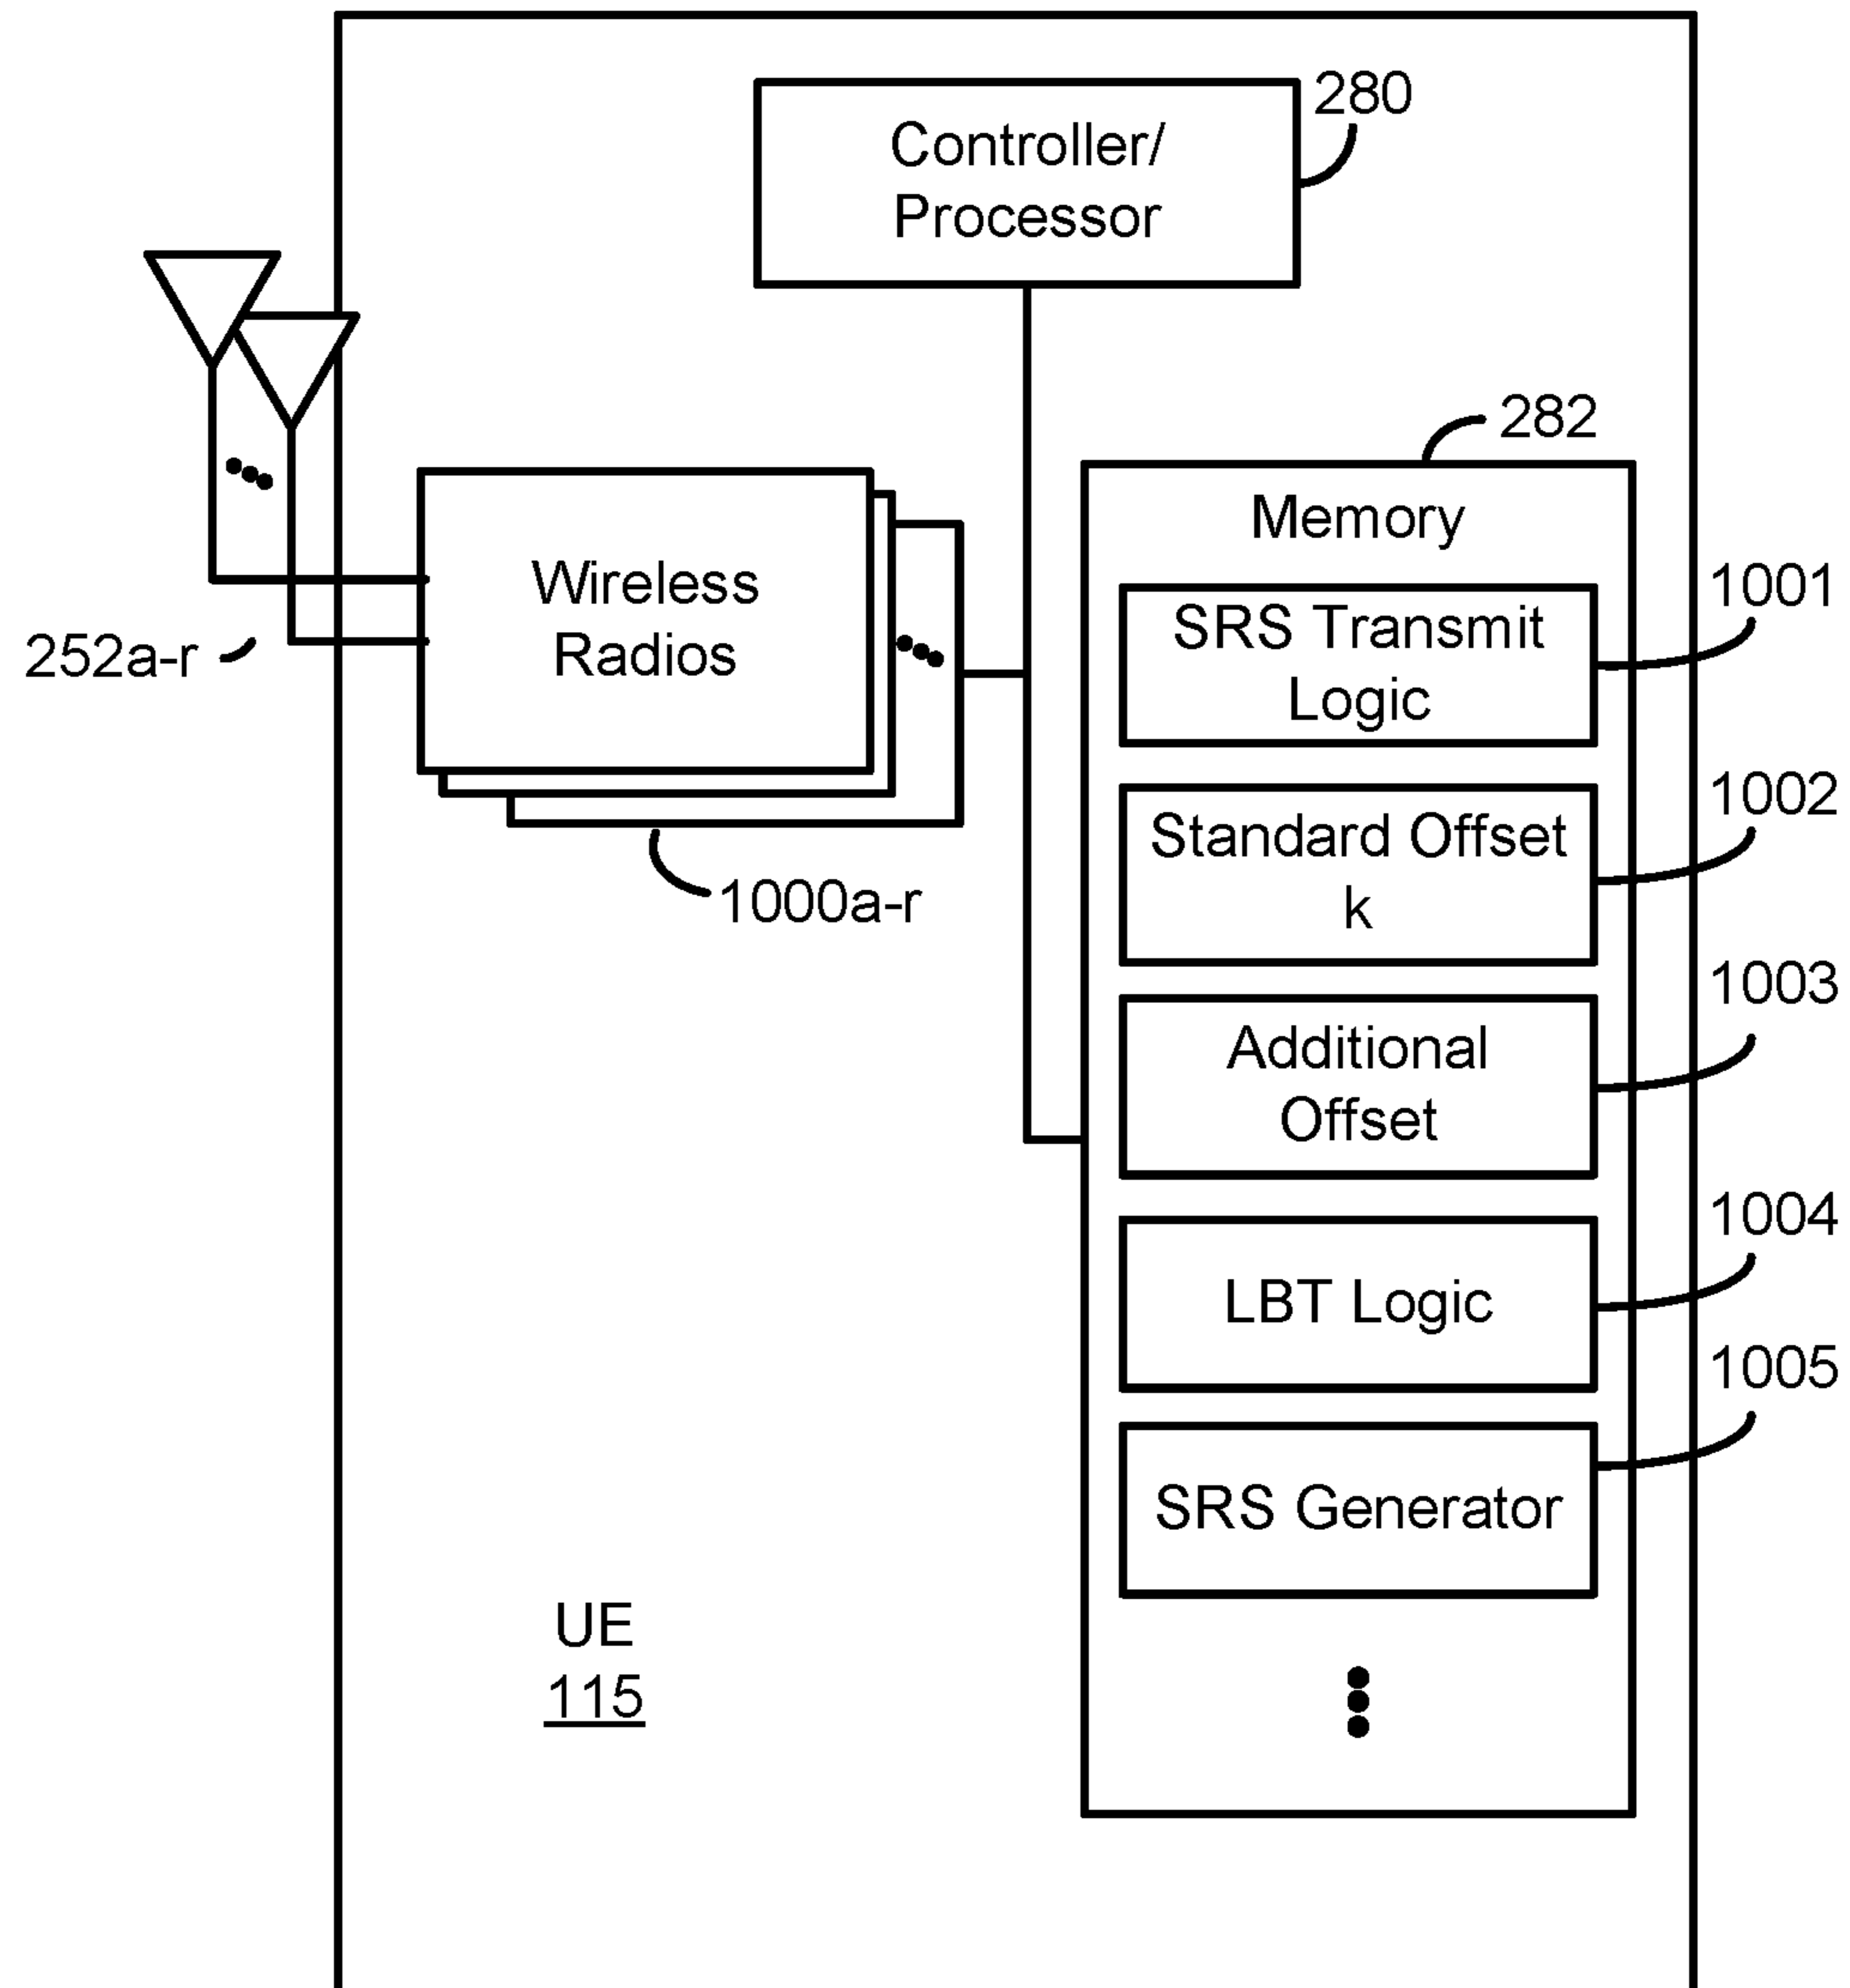 280
Controller/
Processor
282
Memory
1001
SRS Transmit
Logic
Wireless
Radios
252a-r
1002
Standard Offset
k
1000a-r
1003
Additional
Offset
1004
LBT Logic
1005
SRS Generator
UE
115